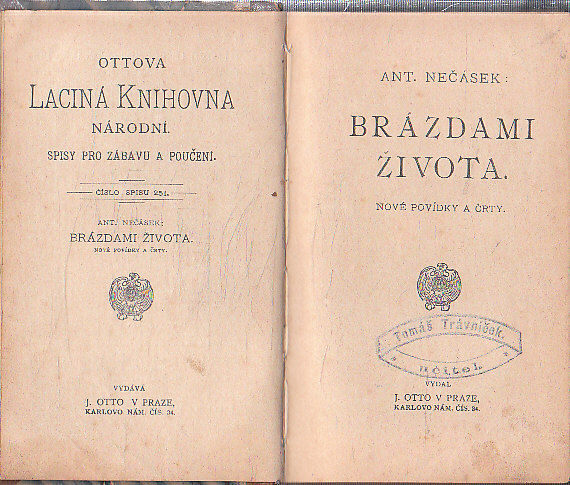 OTTOVA
LACINÁ KNIHOVNA
NÁRODNÍ.
SPISY PRO ZÁBAVU A POUČENÍ.
ČÍSLO SPISU 251.
ANT. NEČÁSEK:
BRÁZDAMI ŽIVOTA.
NOVÉ POVÍDKY A ČRTY.
VYDÁVÁ
J. OTTO V PRAZE,
KARLOVO NÁM. ČÍS. 34.
ANT. NEČÁSEK:
BRÁZDAMI
ŽIVOTA.
NOVÉ POVÍDKY A ČRTY.
Tomáš Trávníček,
učitel.
VYDAL
J. OTTO V PRAZE,
KARLOVO NÁM. ČÍS. 34.